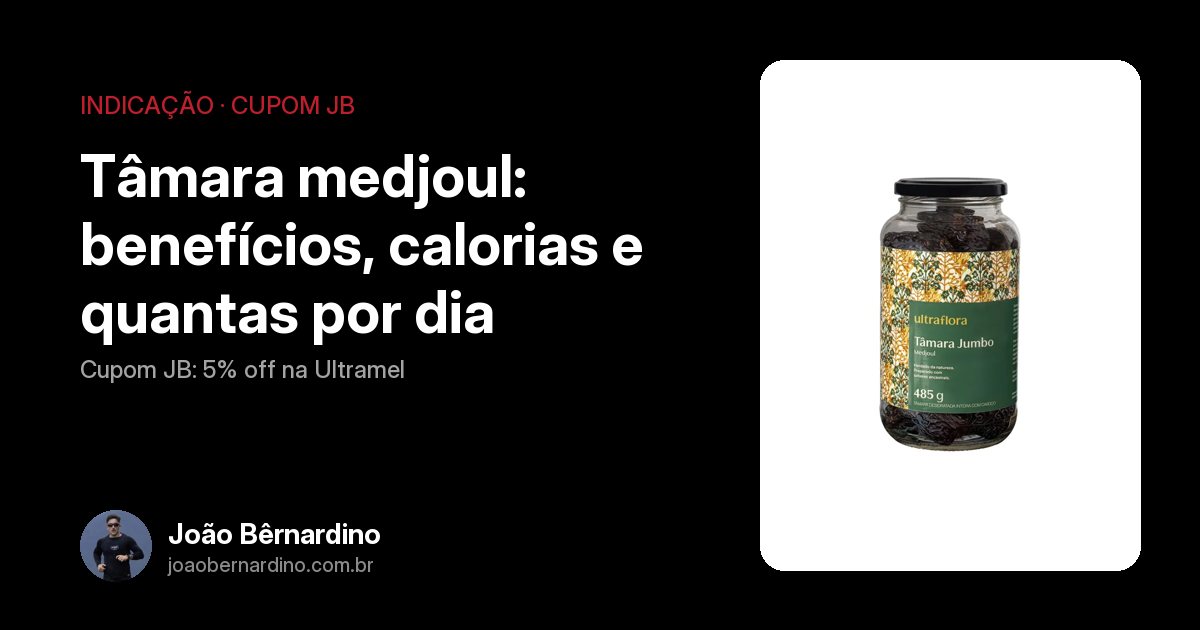 INDICAÇÃO · CUPOM JB
Tâmara medjoul:
benefícios, calorias e
quantas por dia
Cupom JB: 5% off na Ultramel
João Bêrnardino
joaobernardino.com.br
ultraflora
Tâmara Jumbo
Medjoul
485 g